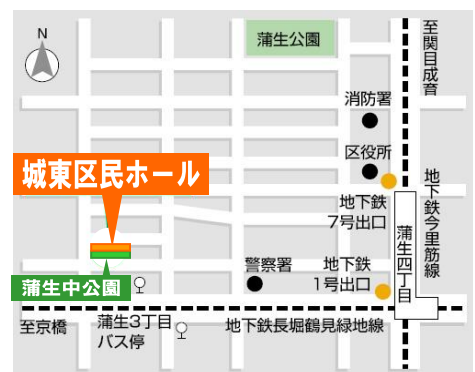 N
蒲生公園
至関目成育
消防署
区役所
城東区民ホール
地下鉄
7号出口
地下鉄今里筋線
蒲生四丁目
警察署
地下鉄
1号出口
蒲生中公園
至京橋
蒲生3丁目
バス停
地下鉄長堀鶴見緑地線